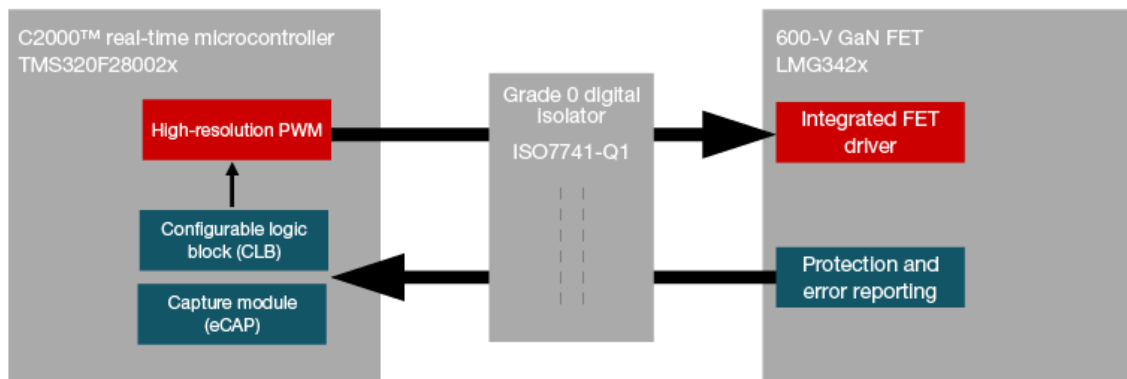 C2000™ real-time microcontroller
TMS320F28002x
High-resolution PWM
Configurable logic
block (CLB)
Capture module
(eCAP)
Grade 0 digital
Isolator
ISO7741-Q1
600-V GaN FET
LMG342x
Integrated FET
driver
Protection and
error reporting